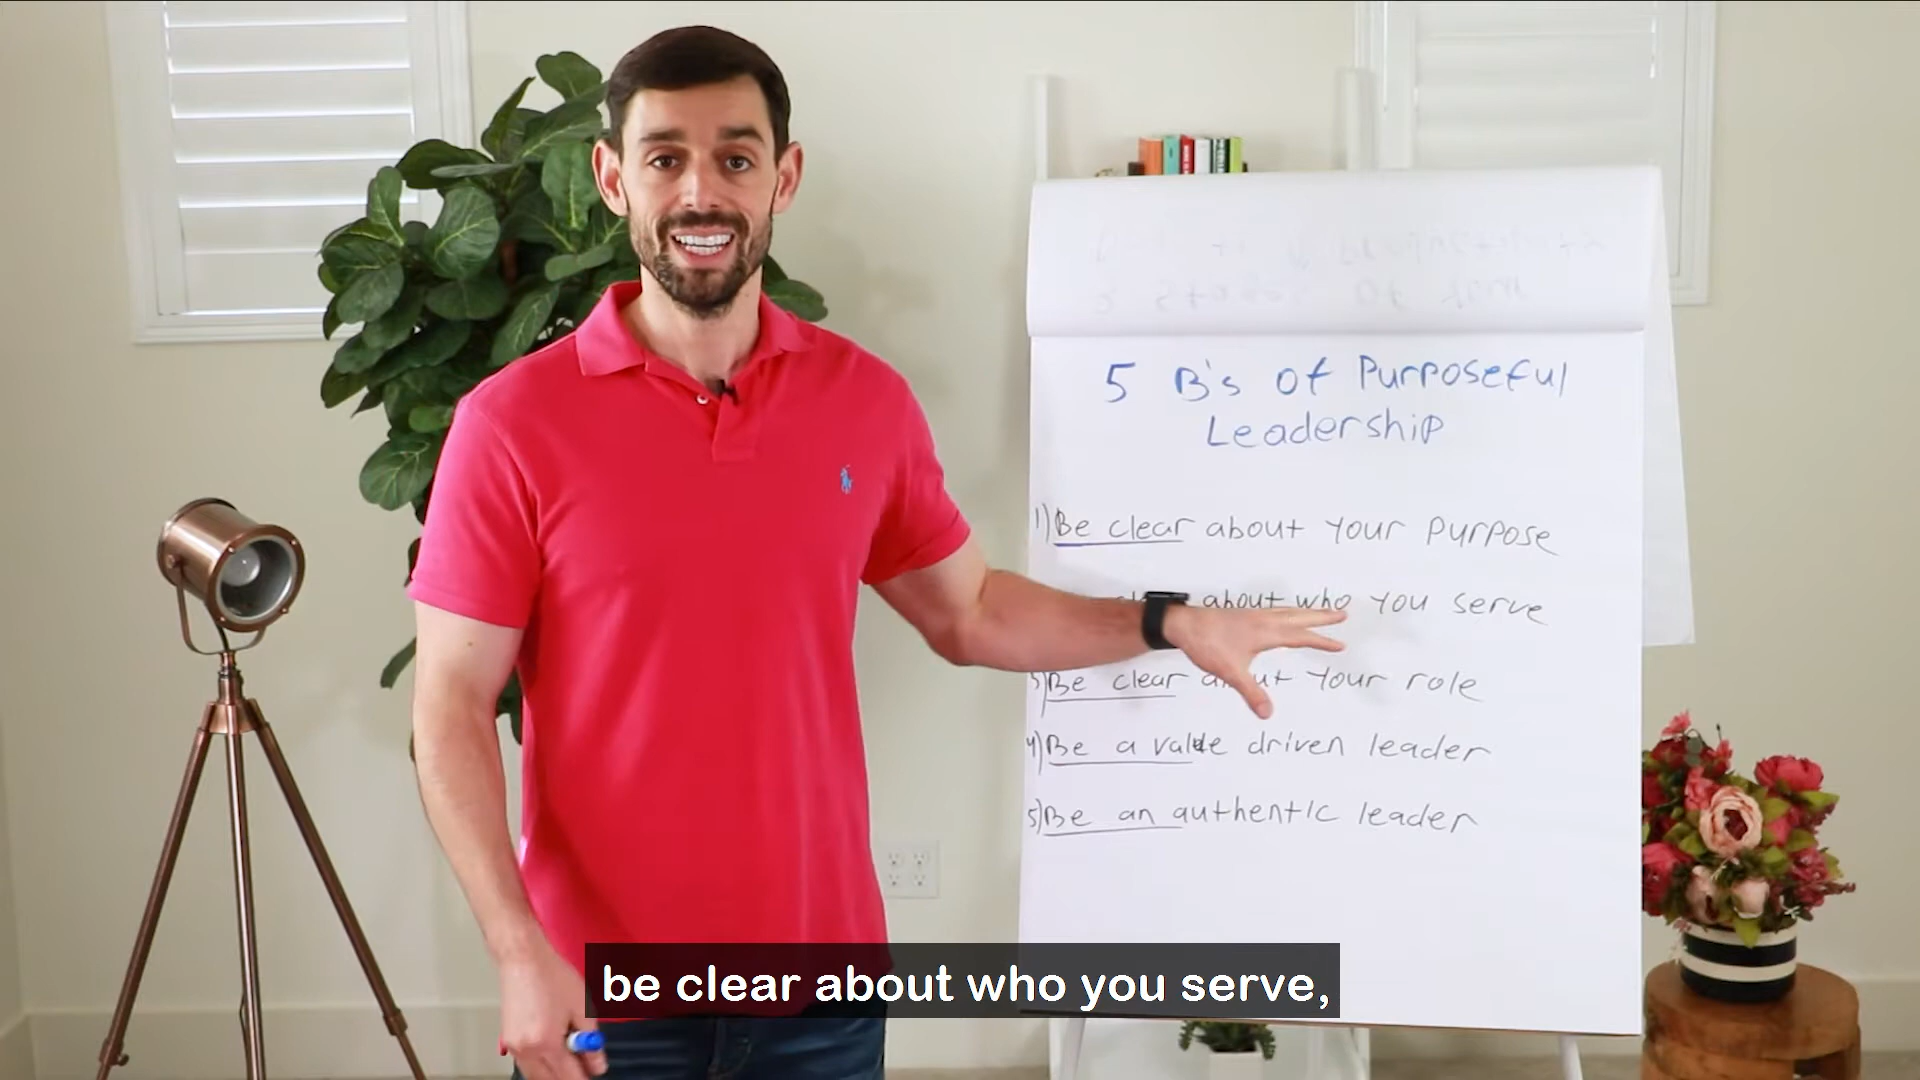 5 B's of Purposeful
Leadership
1) Be clear about your purpose
about who you serve
3) Be clear about your role
4) Be a value driven leader
5) Be an authentic leader
be clear about who you serve,